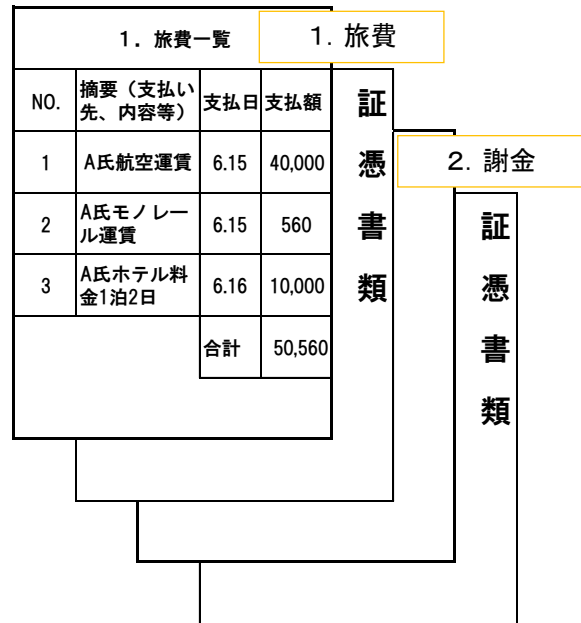 1．旅費一覧
1．旅費
NO.
摘要（支払い
先、内容等）
支払日
支払額
1
A氏航空運賃
6.15
40,000
2
A氏モノレー
ル運賃
6.15
560
3
A氏ホテル料
金1泊2日
6.16
10,000
合計
50,560
証
憑
書
類
2．謝金
証
憑
書
類